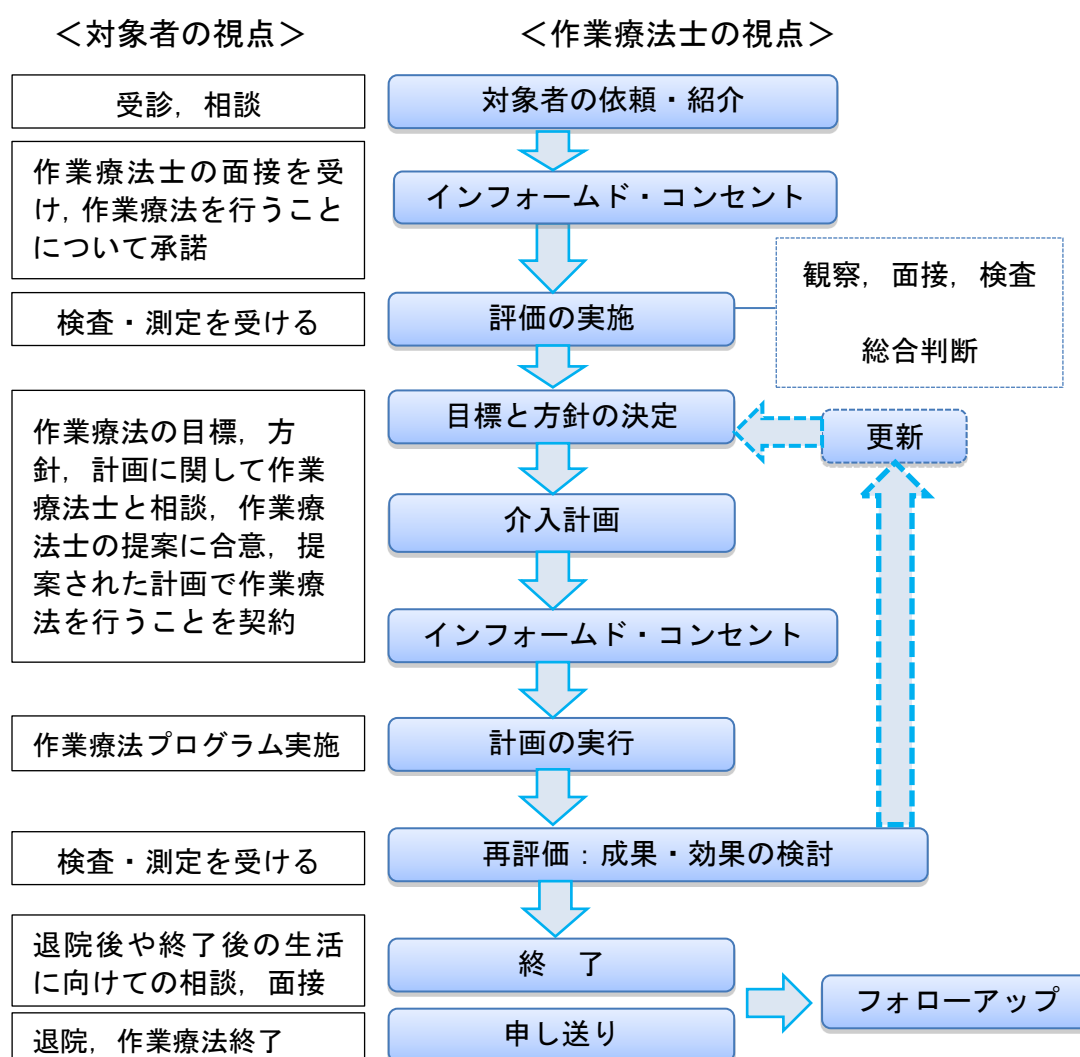 ＜対象者の視点＞
＜作業療法士の視点＞
受診，相談
対象者の依頼・紹介
作業療法士の面接を受
け，作業療法を行うこと
について承諾
インフォームド・コンセント
観察，面接，検査
総合判断
検査・測定を受ける
評価の実施
作業療法の目標，方
針，計画に関して作業
療法士と相談，作業療
法士の提案に合意，提
案された計画で作業療
法を行うことを契約
目標と方針の決定
更新
介入計画
インフォームド・コンセント
作業療法プログラム実施
計画の実行
検査・測定を受ける
再評価：成果・効果の検討
退院後や終了後の生活
に向けての相談，面接
終　了
フォローアップ
退院，作業療法終了
申し送り